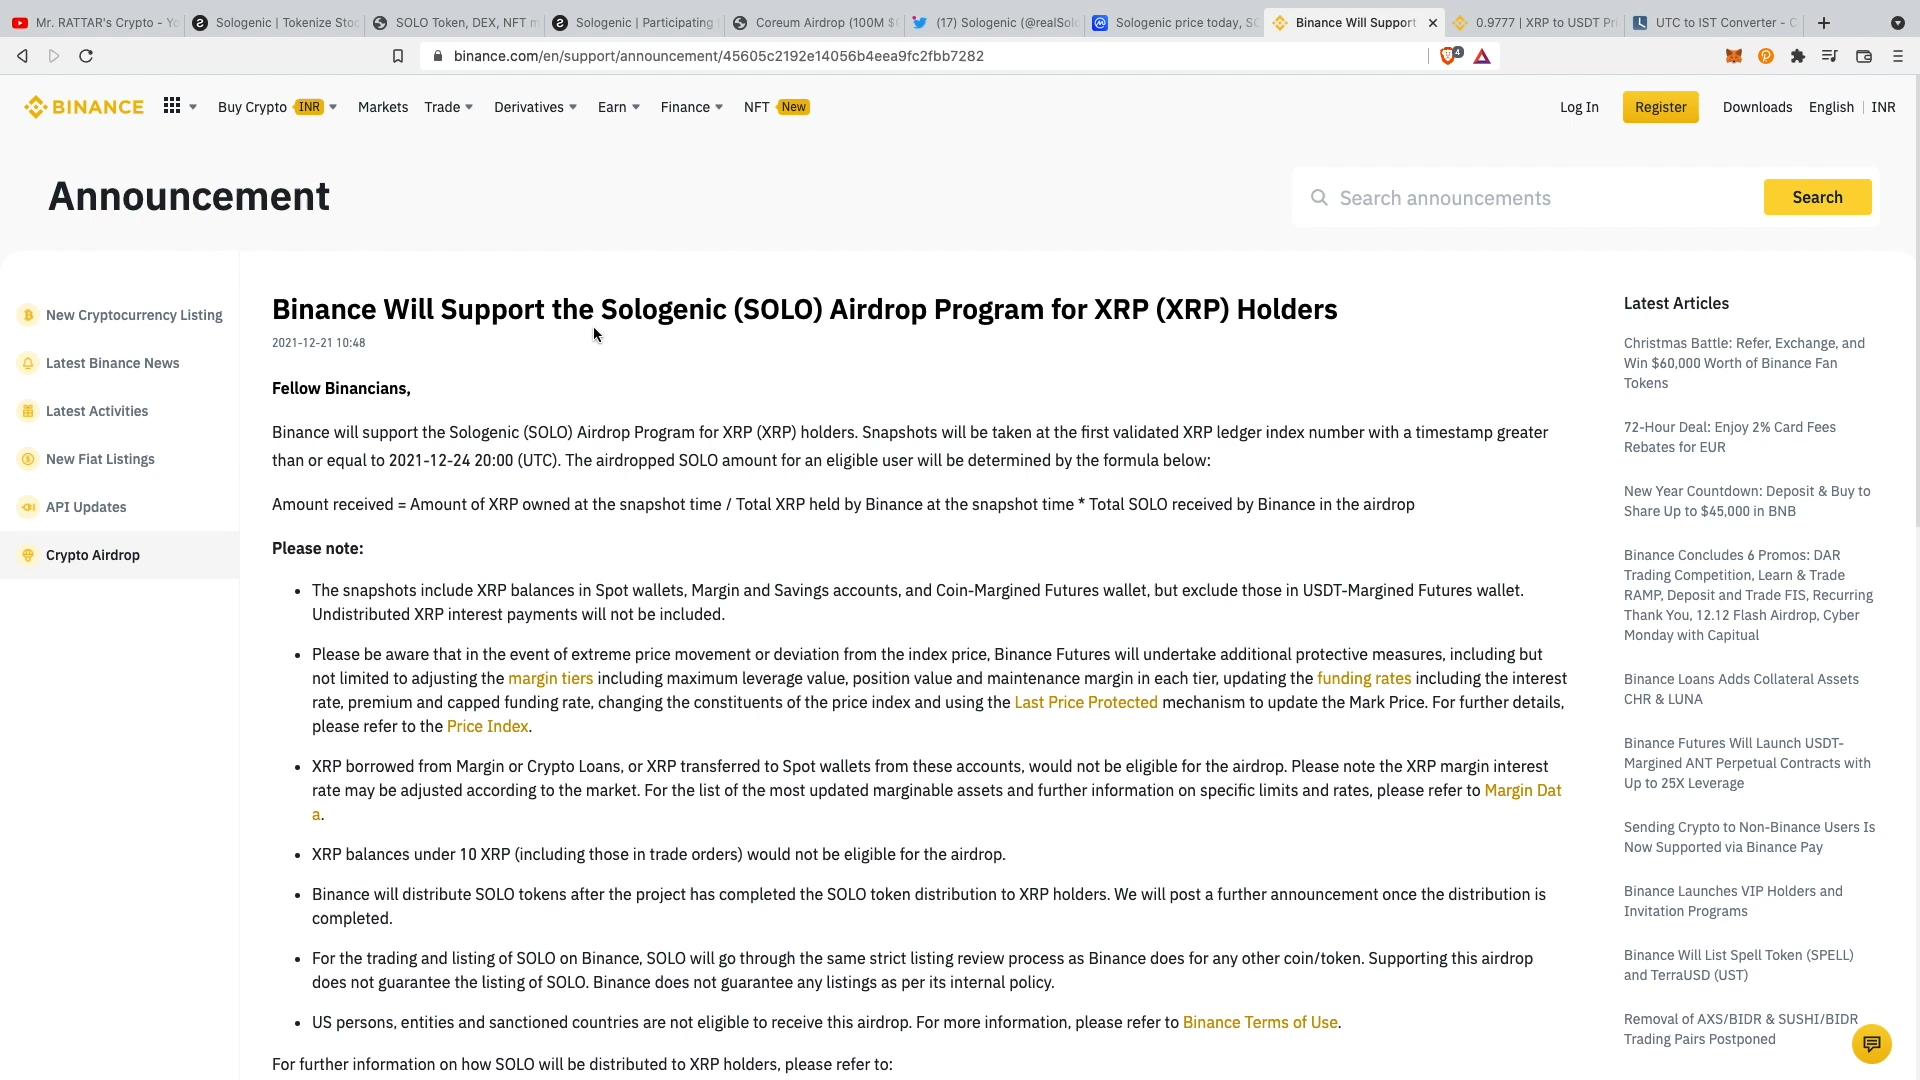 Mr. RATTAR's Crypto - Yo
Sologenic | Tokenize Stoc
SOLO Token, DEX, NFT m
Sologenic | Participating
Coreum Airdrop (100M $
(17) Sologenic (@realSolo
Sologenic price today, SO
Binance Will Support
0.9777 | XRP to USDT Pri
UTC to IST Converter - C
binance.com/en/support/announcement/45605c2192e14056b4eea9fc2fbb7282
4
BINANCE
Buy Crypto INR
Markets
Trade
Derivatives
Earn
Finance
NFT New
Log In
Register
Downloads
English | INR
Announcement
Search announcements
Search
New Cryptocurrency Listing
Latest Binance News
Latest Activities
New Fiat Listings
API Updates
Crypto Airdrop
Binance Will Support the Sologenic (SOLO) Airdrop Program for XRP (XRP) Holders
2021-12-21 10:48
Fellow Binancians,
Binance will support the Sologenic (SOLO) Airdrop Program for XRP (XRP) holders. Snapshots will be taken at the first validated XRP ledger index number with a timestamp greater
than or equal to 2021-12-24 20:00 (UTC). The airdropped SOLO amount for an eligible user will be determined by the formula below:
Amount received = Amount of XRP owned at the snapshot time / Total XRP held by Binance at the snapshot time * Total SOLO received by Binance in the airdrop
Please note:
• The snapshots include XRP balances in Spot wallets, Margin and Savings accounts, and Coin-Margined Futures wallet, but exclude those in USDT-Margined Futures wallet.
Undistributed XRP interest payments will not be included.
• Please be aware that in the event of extreme price movement or deviation from the index price, Binance Futures will undertake additional protective measures, including but
not limited to adjusting the margin tiers including maximum leverage value, position value and maintenance margin in each tier, updating the funding rates including the interest
rate, premium and capped funding rate, changing the constituents of the price index and using the Last Price Protected mechanism to update the Mark Price. For further details,
please refer to the Price Index.
• XRP borrowed from Margin or Crypto Loans, or XRP transferred to Spot wallets from these accounts, would not be eligible for the airdrop. Please note the XRP margin interest
rate may be adjusted according to the market. For the list of the most updated marginable assets and further information on specific limits and rates, please refer to Margin Dat
a.
• XRP balances under 10 XRP (including those in trade orders) would not be eligible for the airdrop.
• Binance will distribute SOLO tokens after the project has completed the SOLO token distribution to XRP holders. We will post a further announcement once the distribution is
completed.
• For the trading and listing of SOLO on Binance, SOLO will go through the same strict listing review process as Binance does for any other coin/token. Supporting this airdrop
does not guarantee the listing of SOLO. Binance does not guarantee any listings as per its internal policy.
• US persons, entities and sanctioned countries are not eligible to receive this airdrop. For more information, please refer to Binance Terms of Use.
For further information on how SOLO will be distributed to XRP holders, please refer to:
Latest Articles
Christmas Battle: Refer, Exchange, and
Win $60,000 Worth of Binance Fan
Tokens
72-Hour Deal: Enjoy 2% Card Fees
Rebates for EUR
New Year Countdown: Deposit & Buy to
Share Up to $45,000 in BNB
Binance Concludes 6 Promos: DAR
Trading Competition, Learn & Trade
RAMP, Deposit and Trade FIS, Recurring
Thank You, 12.12 Flash Airdrop, Cyber
Monday with Capitual
Binance Loans Adds Collateral Assets
CHR & LUNA
Binance Futures Will Launch USDT-
Margined ANT Perpetual Contracts with
Up to 25X Leverage
Sending Crypto to Non-Binance Users Is
Now Supported via Binance Pay
Binance Launches VIP Holders and
Invitation Programs
Binance Will List Spell Token (SPELL)
and TerraUSD (UST)
Removal of AXS/BIDR & SUSHI/BIDR
Trading Pairs Postponed